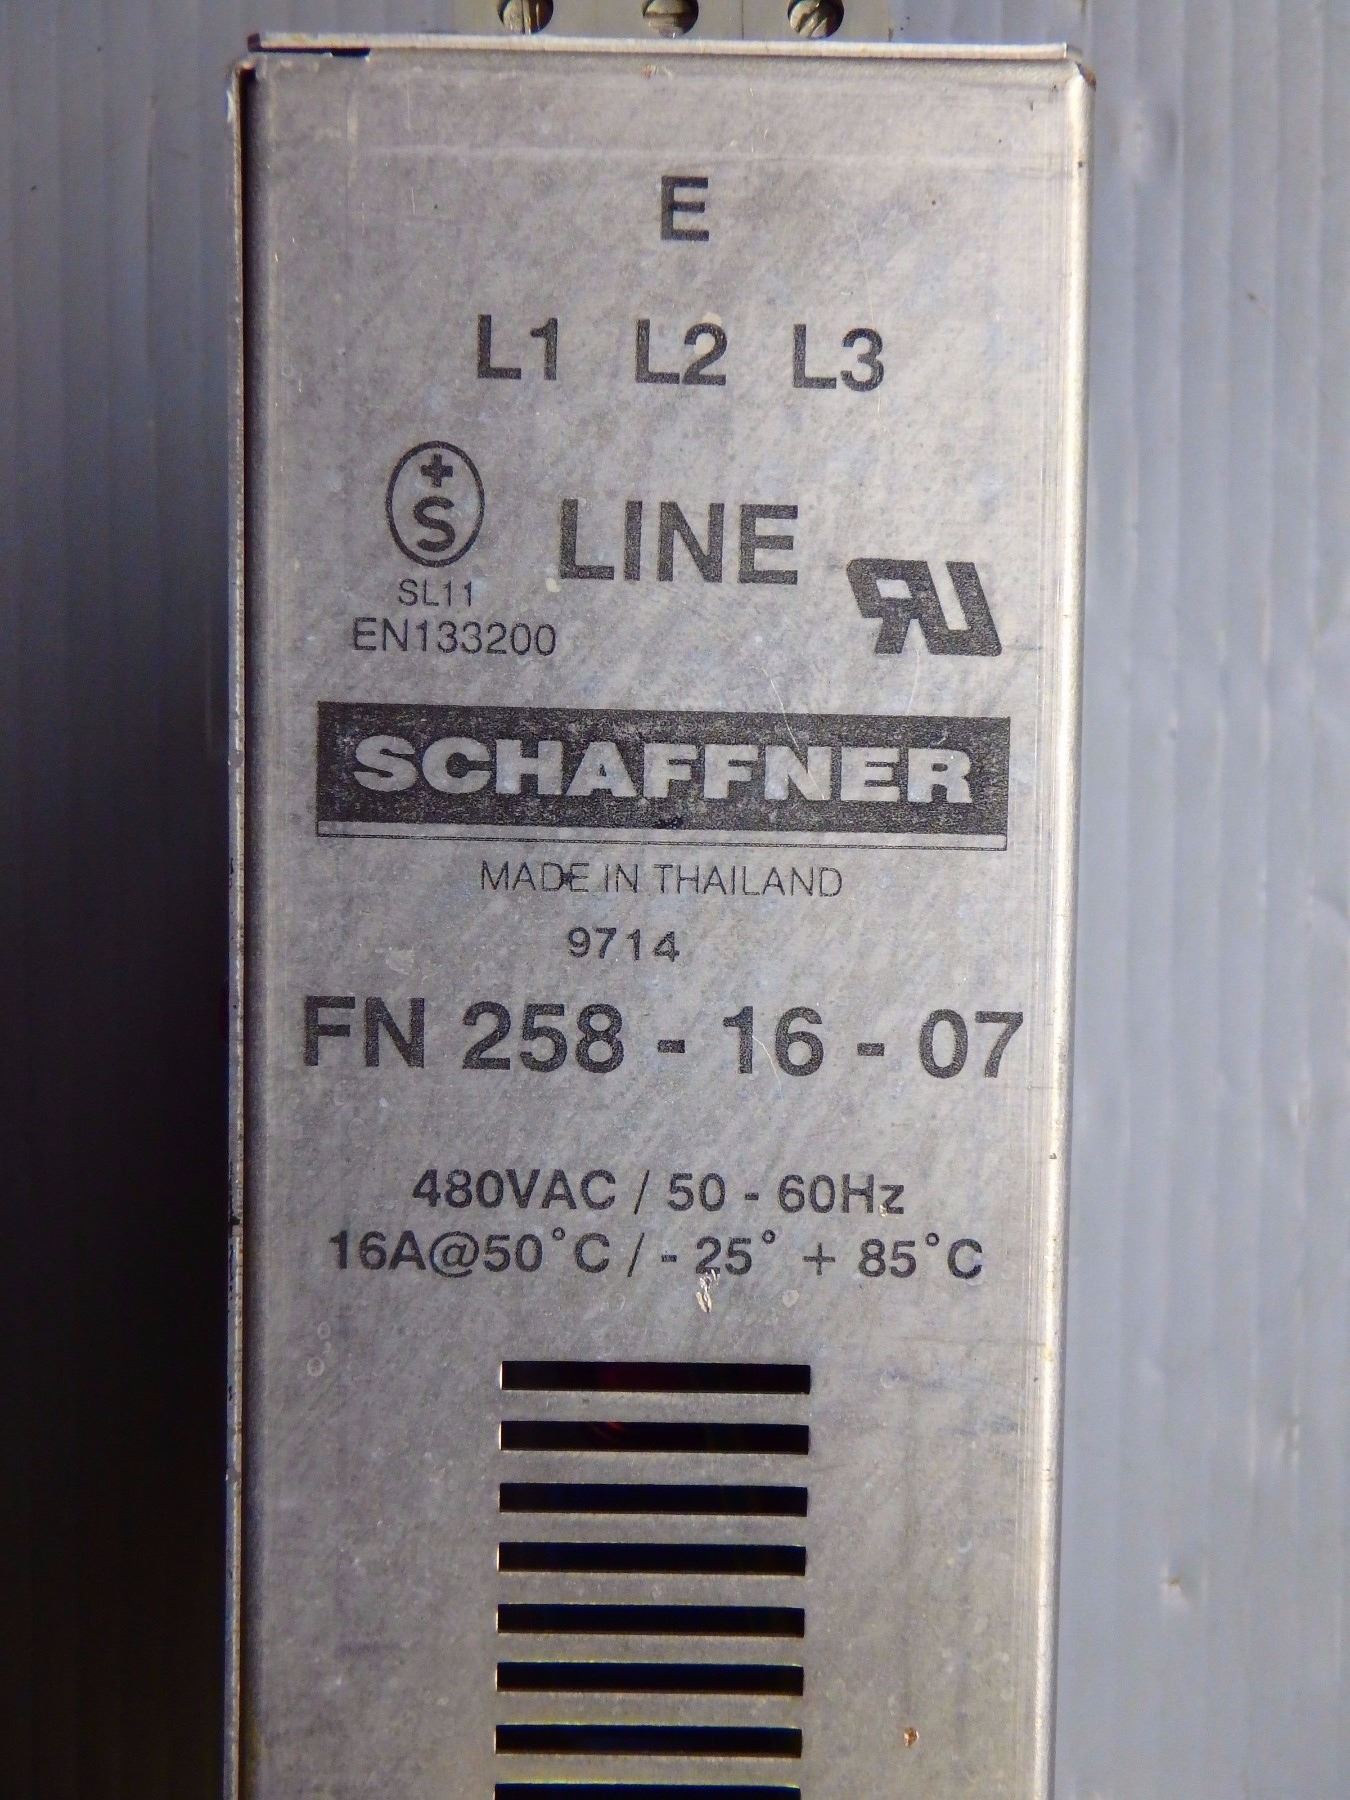 E
L1 L2 L3
+
S
LINE
SL11
EN133200
RU
SCHAFFNER
MADE IN THAILAND
9714
FN 258 - 16 - 07
480VAC / 50 - 60Hz
16A@50°C / - 25° + 85°C